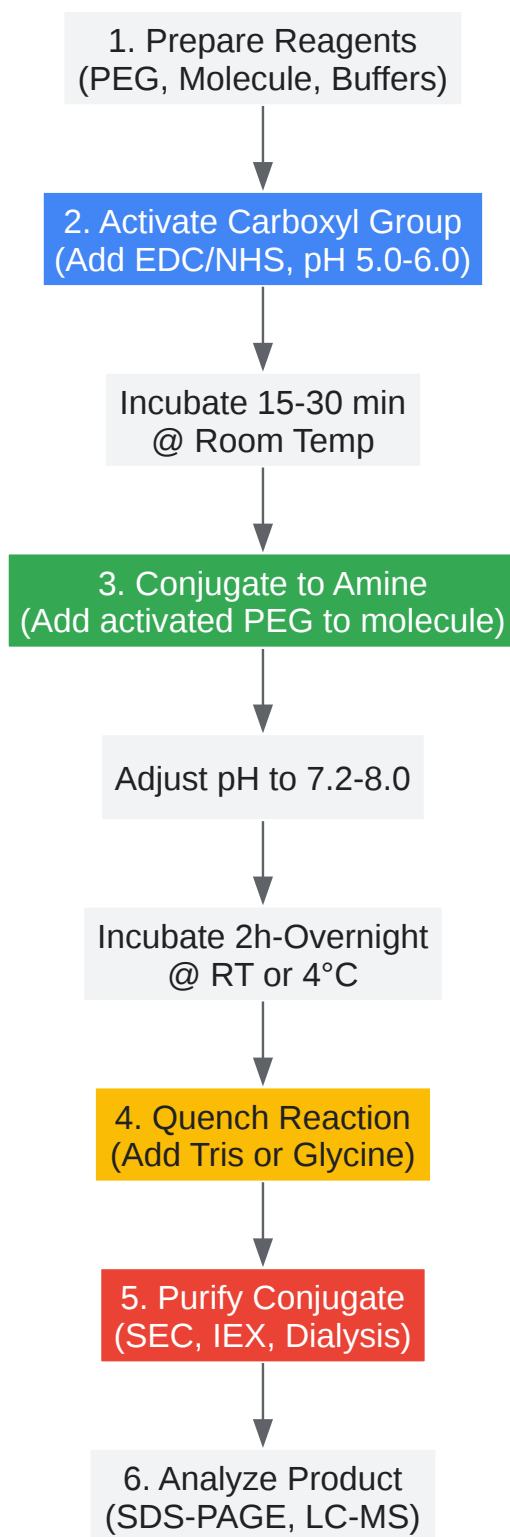 1. Prepare Reagents
(PEG, Molecule, Buffers)
2. Activate Carboxyl Group
(Add EDC/NHS, pH 5.0-6.0)
Incubate 15-30 min
@ Room Temp
3. Conjugate to Amine
(Add activated PEG to molecule)
Adjust pH to 7.2-8.0
Incubate 2h-Overnight
@ RT or 4°C
4. Quench Reaction
(Add Tris or Glycine)
5. Purify Conjugate
(SEC, IEX, Dialysis)
6. Analyze Product
(SDS-PAGE, LC-MS)